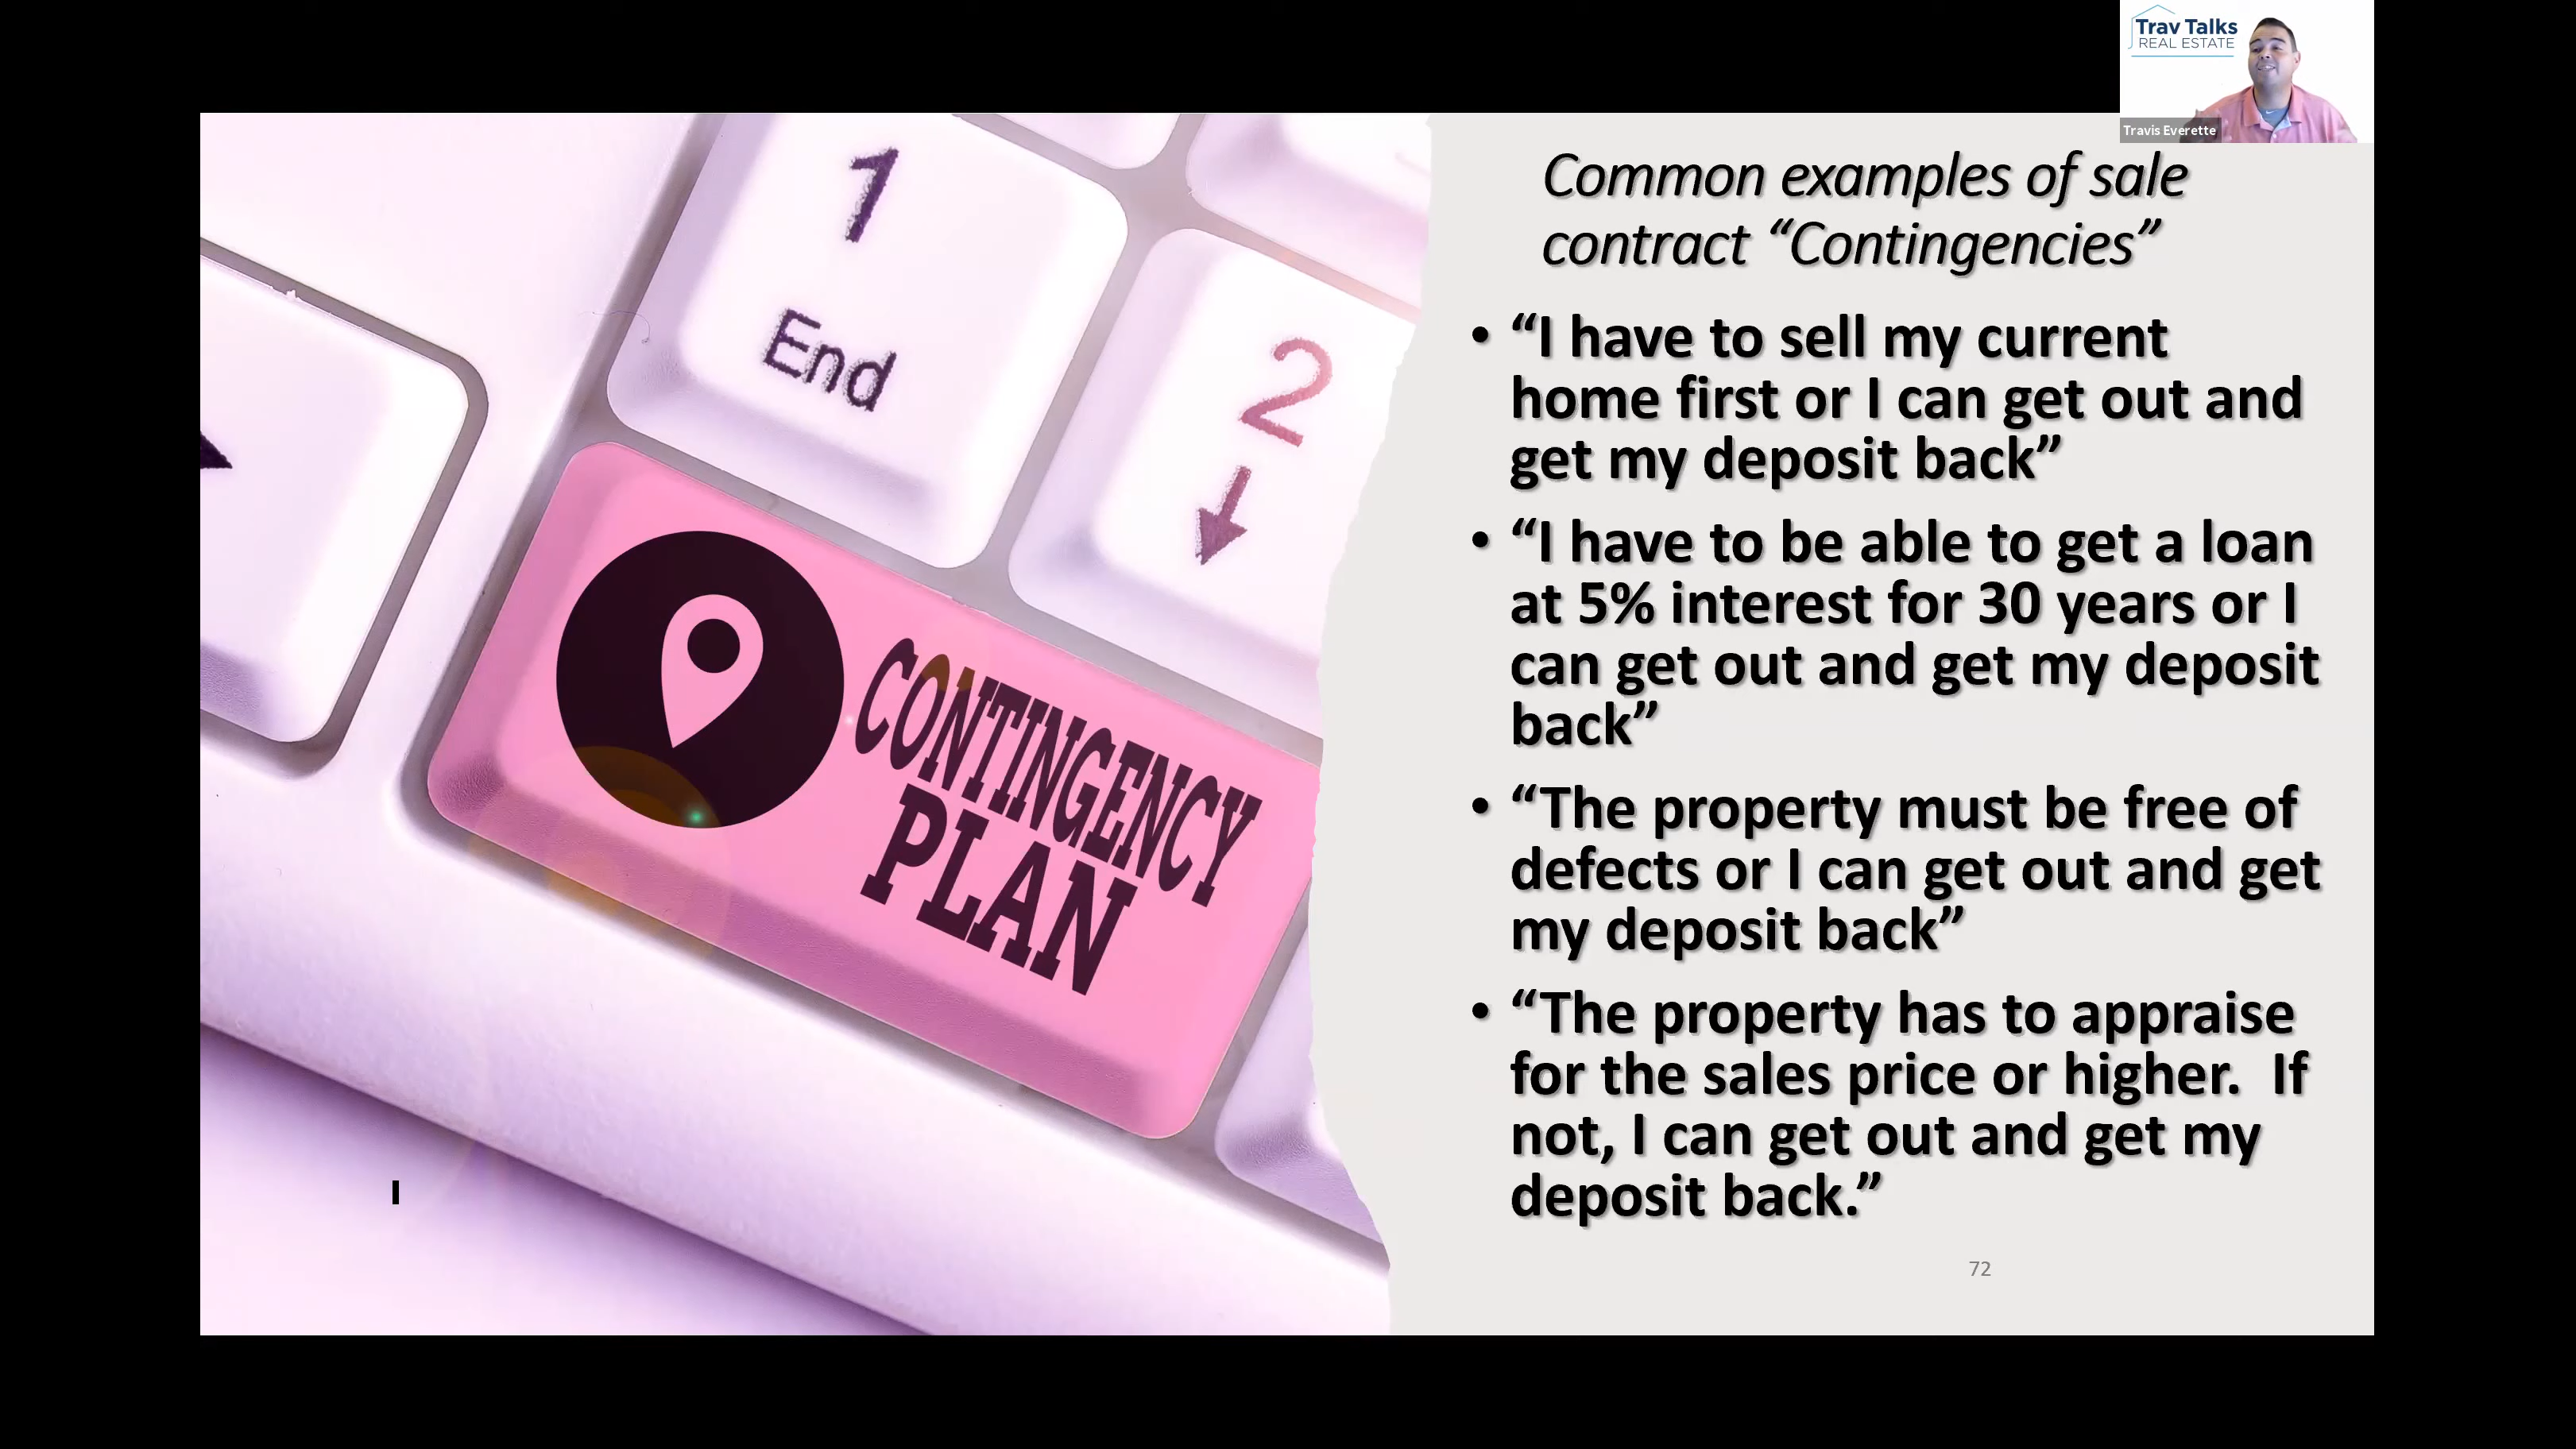 Trav Talks
REAL ESTATE
Travis Everette
1
End
2
CONTINGENCY
PLAN
Common examples of sale
contract “Contingencies”
• “I have to sell my current
home first or I can get out and
get my deposit back”
• “I have to be able to get a loan
at 5% interest for 30 years or I
can get out and get my deposit
back”
• “The property must be free of
defects or I can get out and get
my deposit back”
• “The property has to appraise
for the sales price or higher.  If
not, I can get out and get my
deposit back.”
72